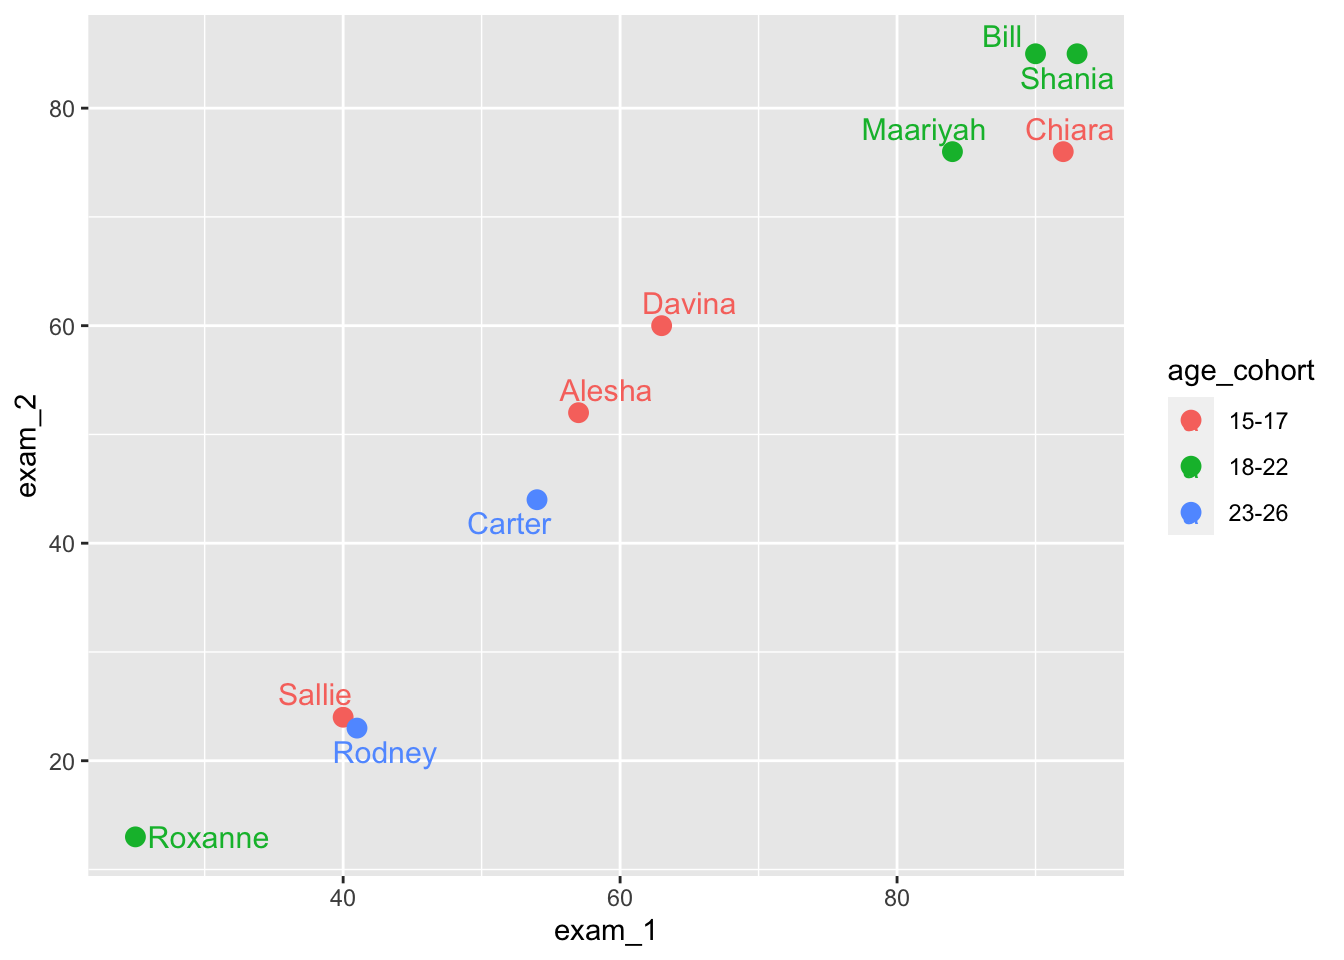 Bill
Shania
80
Maariyah
Chiara
Davina
60
Alesha
age_cohort
15-17
18-22
23-26
exam_2
Carter
40
Sallie
Rodney
20
Roxanne
40
60
80
exam_1